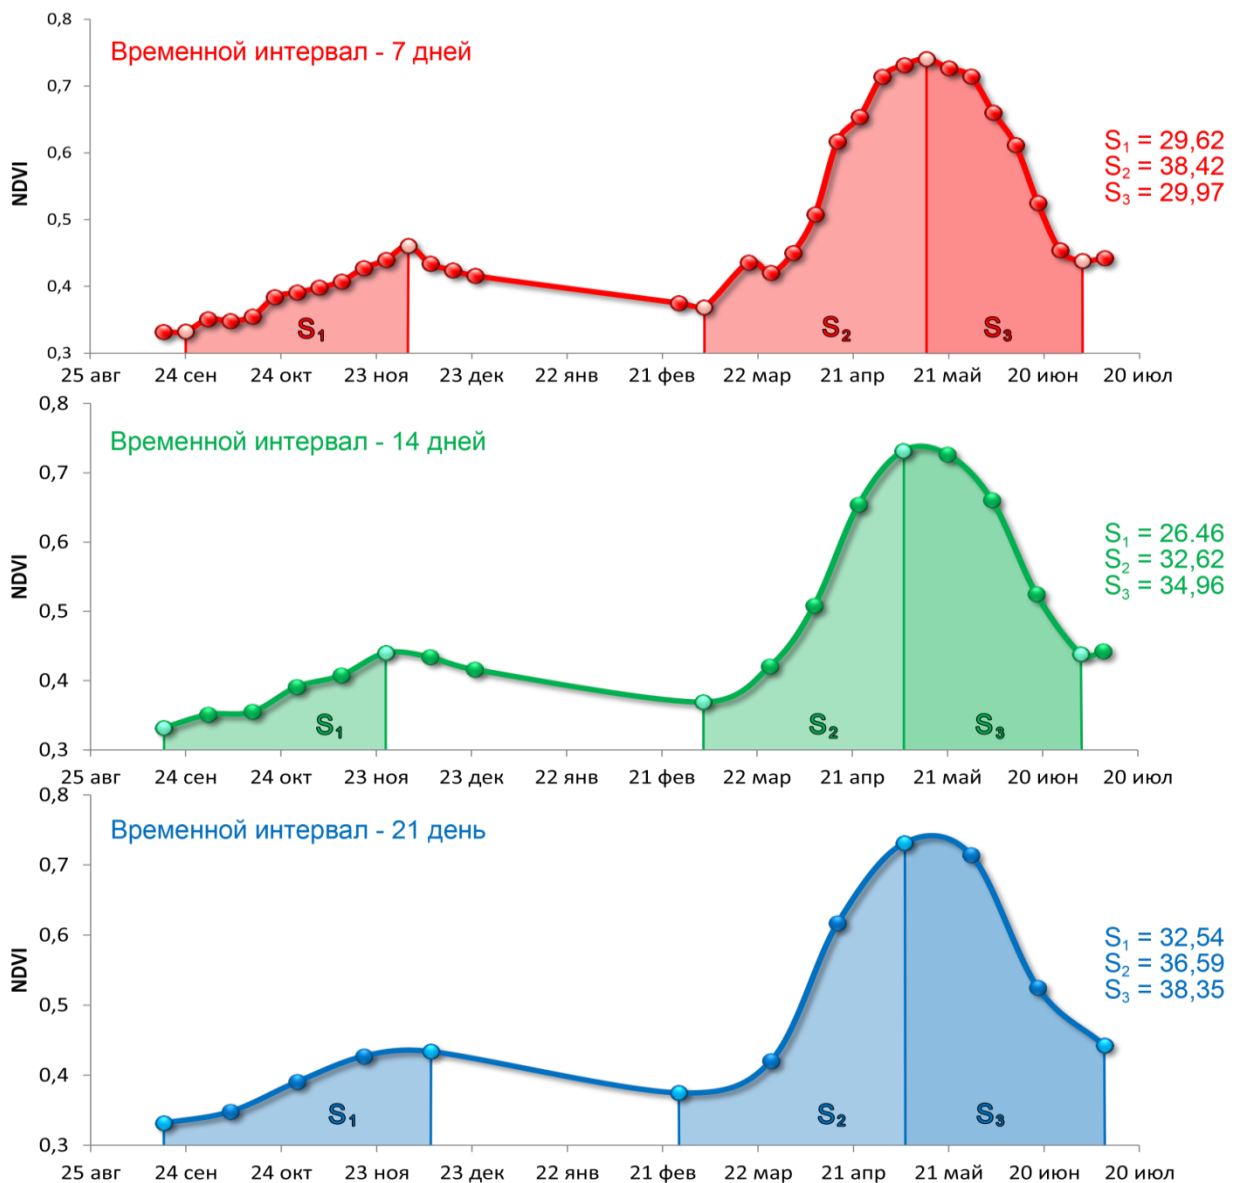 0,8
Временной интервал - 7 дней
0,7
0,6
NDVI
0,5
0,4
0,3
S₁ = 29,62
S₂ = 38,42
S₃ = 29,97
S₁
S₂
S₃
25 авг 24 сен 24 окт 23 ноя 23 дек 22 янв 21 фев 22 мар 21 апр 21 май 20 июн 20 июл
0,8
Временной интервал - 14 дней
0,7
0,6
NDVI
0,5
0,4
0,3
S₁ = 26.46
S₂ = 32,62
S₃ = 34,96
S₁
S₂
S₃
25 авг 24 сен 24 окт 23 ноя 23 дек 22 янв 21 фев 22 мар 21 апр 21 май 20 июн 20 июл
0,8
Временной интервал - 21 день
0,7
0,6
NDVI
0,5
0,4
0,3
S₁ = 32,54
S₂ = 36,59
S₃ = 38,35
S₁
S₂
S₃
25 авг 24 сен 24 окт 23 ноя 23 дек 22 янв 21 фев 22 мар 21 апр 21 май 20 июн 20 июл